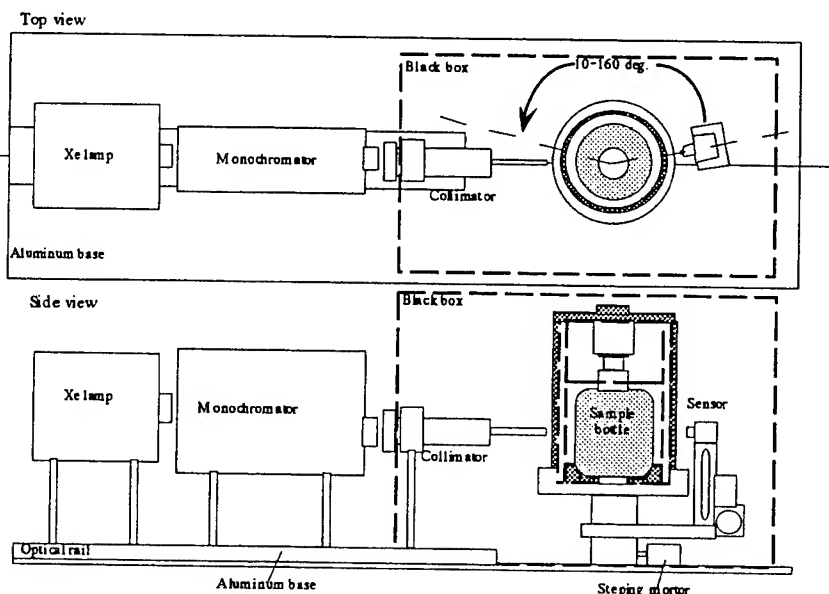 Top view
Black box
10-160 deg.
Xe lamp
Monochromator
Collimator
Aluminum base
Side view
Black box
Xe lamp
Monochromator
Sample
bottle
Sensor
Collimator
Optical rail
Aluminum base
Steping mortor